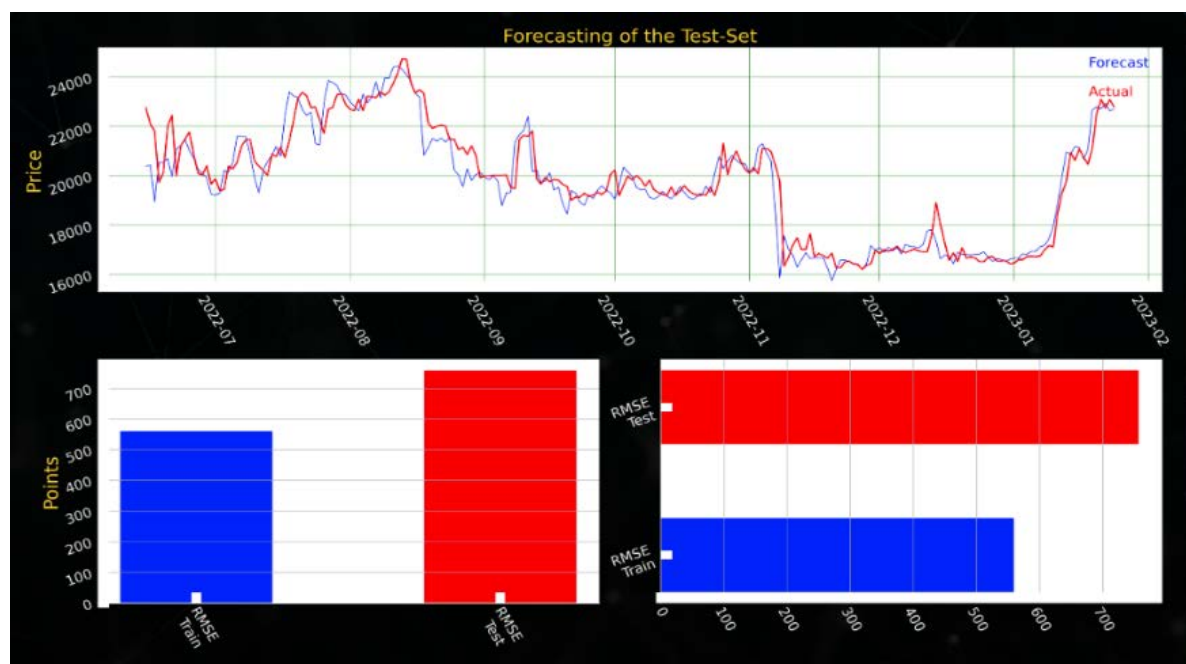 Forecasting of the Test-Set
Forecast
Actual
Price
24000
22000
20000
18000
16000
2022-07
2022-08
2022-09
2022-10
2022-11
2022-12
2023-01
2023-02
Points
700
600
500
400
300
200
100
0
RMSE
Train
RMSE
Test
RMSE
Test
RMSE
Train
0
100
200
300
400
500
600
700